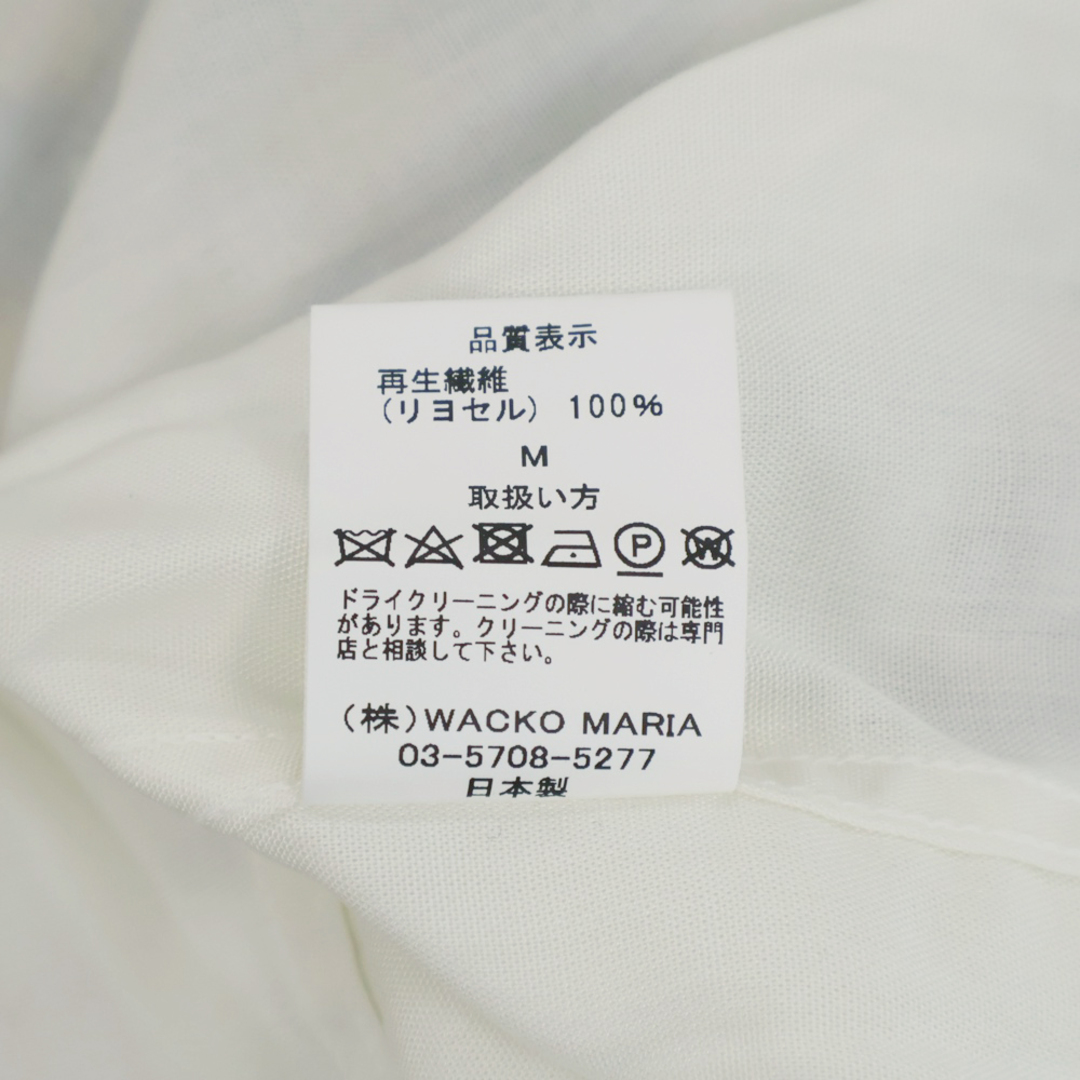 品質表示
再生繊維
(リヨセル) 100%
M
取扱い方
P W
ドライクリーニングの際に縮む可能性
があります。クリーニングの際は専門
店と相談して下さい。
(株)WACKO MARIA
03-5708-5277
日本製